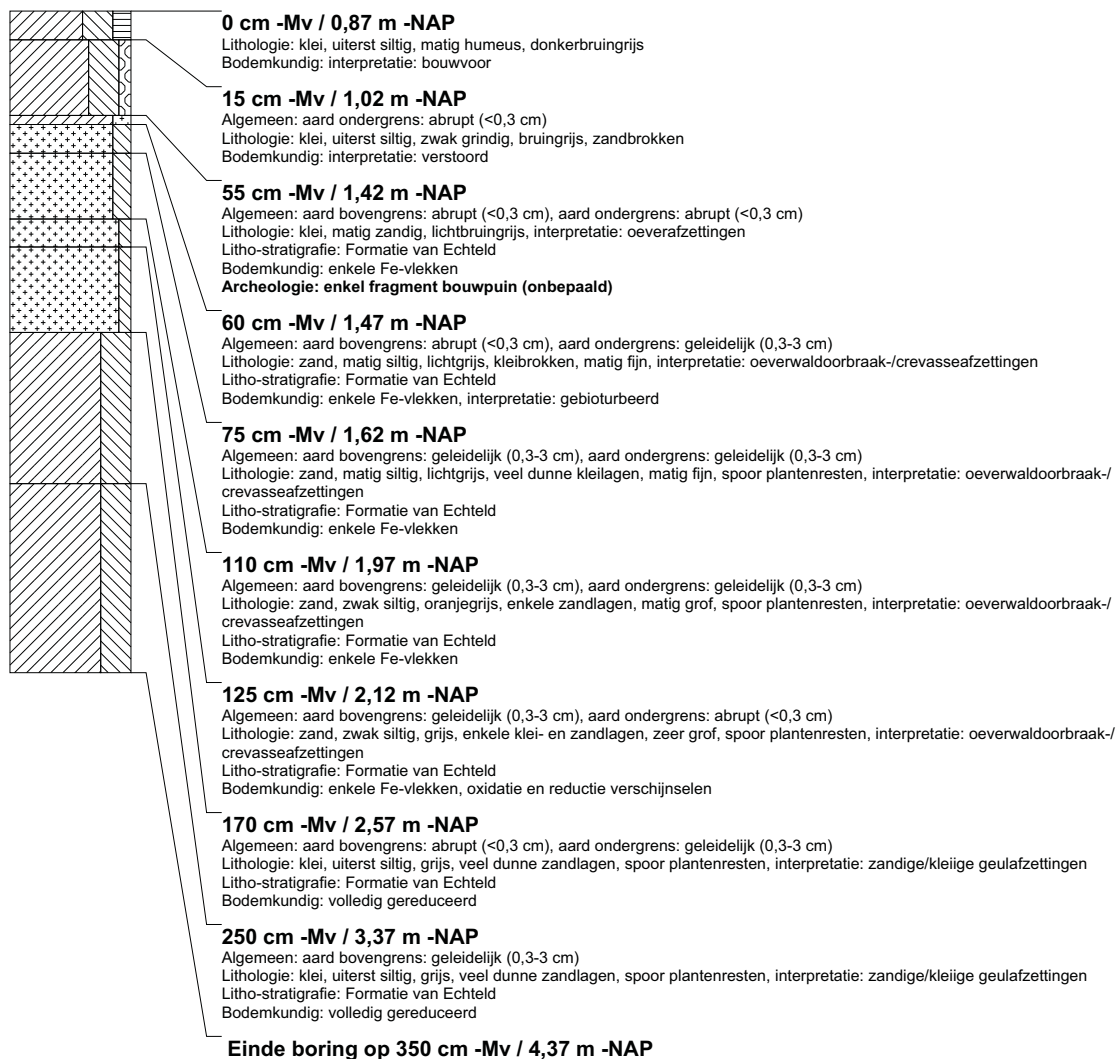 0 cm -Mv / 0,87 m -NAP
Lithologie: klei, uiterst siltig, matig humeus, donkerbruingrijs
Bodemkundig: interpretatie: bouwvoor
15 cm -Mv / 1,02 m -NAP
Algemeen: aard ondergrens: abrupt (<0,3 cm)
Lithologie: klei, uiterst siltig, zwak grindig, bruingrijs, zandbrokken
Bodemkundig: interpretatie: verstoord
55 cm -Mv / 1,42 m -NAP
Algemeen: aard bovengrens: abrupt (<0,3 cm), aard ondergrens: abrupt (<0,3 cm)
Lithologie: klei, matig zandig, lichtbruingrijs, interpretatie: oeverafzettingen
Litho-stratigrafie: Formatie van Echteld
Bodemkundig: enkele Fe-vlekken
Archeologie: enkel fragment bouwpuin (onbepaald)
60 cm -Mv / 1,47 m -NAP
Algemeen: aard bovengrens: abrupt (<0,3 cm), aard ondergrens: geleidelijk (0,3-3 cm)
Lithologie: zand, matig siltig, lichtgrijs, kleibrokken, matig fijn, interpretatie: oeverwaldoorbraak-/crevasseafzettingen
Litho-stratigrafie: Formatie van Echteld
Bodemkundig: enkele Fe-vlekken, interpretatie: gebioturbeerd
75 cm -Mv / 1,62 m -NAP
Algemeen: aard bovengrens: geleidelijk (0,3-3 cm), aard ondergrens: geleidelijk (0,3-3 cm)
Lithologie: zand, matig siltig, lichtgrijs, veel dunne kleilagen, matig fijn, spoor plantenresten, interpretatie: oeverwaldoorbraak-/
crevasseafzettingen
Litho-stratigrafie: Formatie van Echteld
Bodemkundig: enkele Fe-vlekken
110 cm -Mv / 1,97 m -NAP
Algemeen: aard bovengrens: geleidelijk (0,3-3 cm), aard ondergrens: geleidelijk (0,3-3 cm)
Lithologie: zand, zwak siltig, oranjegrijs, enkele zandlagen, matig grof, spoor plantenresten, interpretatie: oeverwaldoorbraak-/
crevasseafzettingen
Litho-stratigrafie: Formatie van Echteld
Bodemkundig: enkele Fe-vlekken
125 cm -Mv / 2,12 m -NAP
Algemeen: aard bovengrens: geleidelijk (0,3-3 cm), aard ondergrens: abrupt (<0,3 cm)
Lithologie: zand, zwak siltig, grijs, enkele klei- en zandlagen, zeer grof, spoor plantenresten, interpretatie: oeverwaldoorbraak-/
crevasseafzettingen
Litho-stratigrafie: Formatie van Echteld
Bodemkundig: enkele Fe-vlekken, oxidatie en reductie verschijnselen
170 cm -Mv / 2,57 m -NAP
Algemeen: aard bovengrens: abrupt (<0,3 cm), aard ondergrens: geleidelijk (0,3-3 cm)
Lithologie: klei, uiterst siltig, grijs, veel dunne zandlagen, spoor plantenresten, interpretatie: zandige/kleiige geulafzettingen
Litho-stratigrafie: Formatie van Echteld
Bodemkundig: volledig gereduceerd
250 cm -Mv / 3,37 m -NAP
Algemeen: aard bovengrens: geleidelijk (0,3-3 cm)
Lithologie: klei, uiterst siltig, grijs, veel dunne zandlagen, spoor plantenresten, interpretatie: zandige/kleiige geulafzettingen
Litho-stratigrafie: Formatie van Echteld
Bodemkundig: volledig gereduceerd
Einde boring op 350 cm -Mv / 4,37 m -NAP